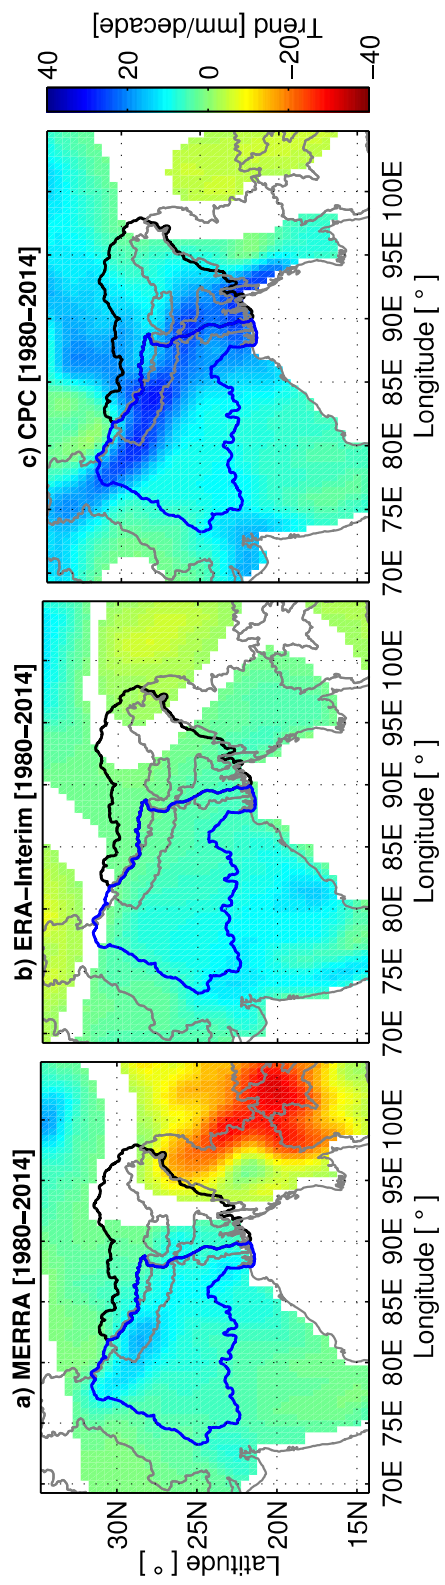 a) MERRA [1980−2014]
b) ERA−Interim [1980−2014]
c) CPC [1980−2014]
Latitude [ ° ]
30N
25N
20N
15N
70E 75E 80E 85E 90E 95E 100E
Longitude [ ° ]
70E 75E 80E 85E 90E 95E 100E
Longitude [ ° ]
70E 75E 80E 85E 90E 95E 100E
Longitude [ ° ]
40
20
0
−20
−40
Trend [mm/decade]